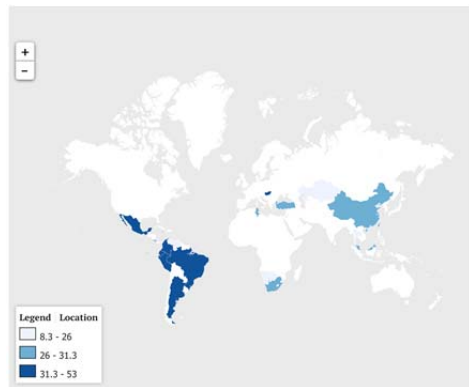 +
−
Legend Location
8.3 - 26
26 - 31.3
31.3 - 53